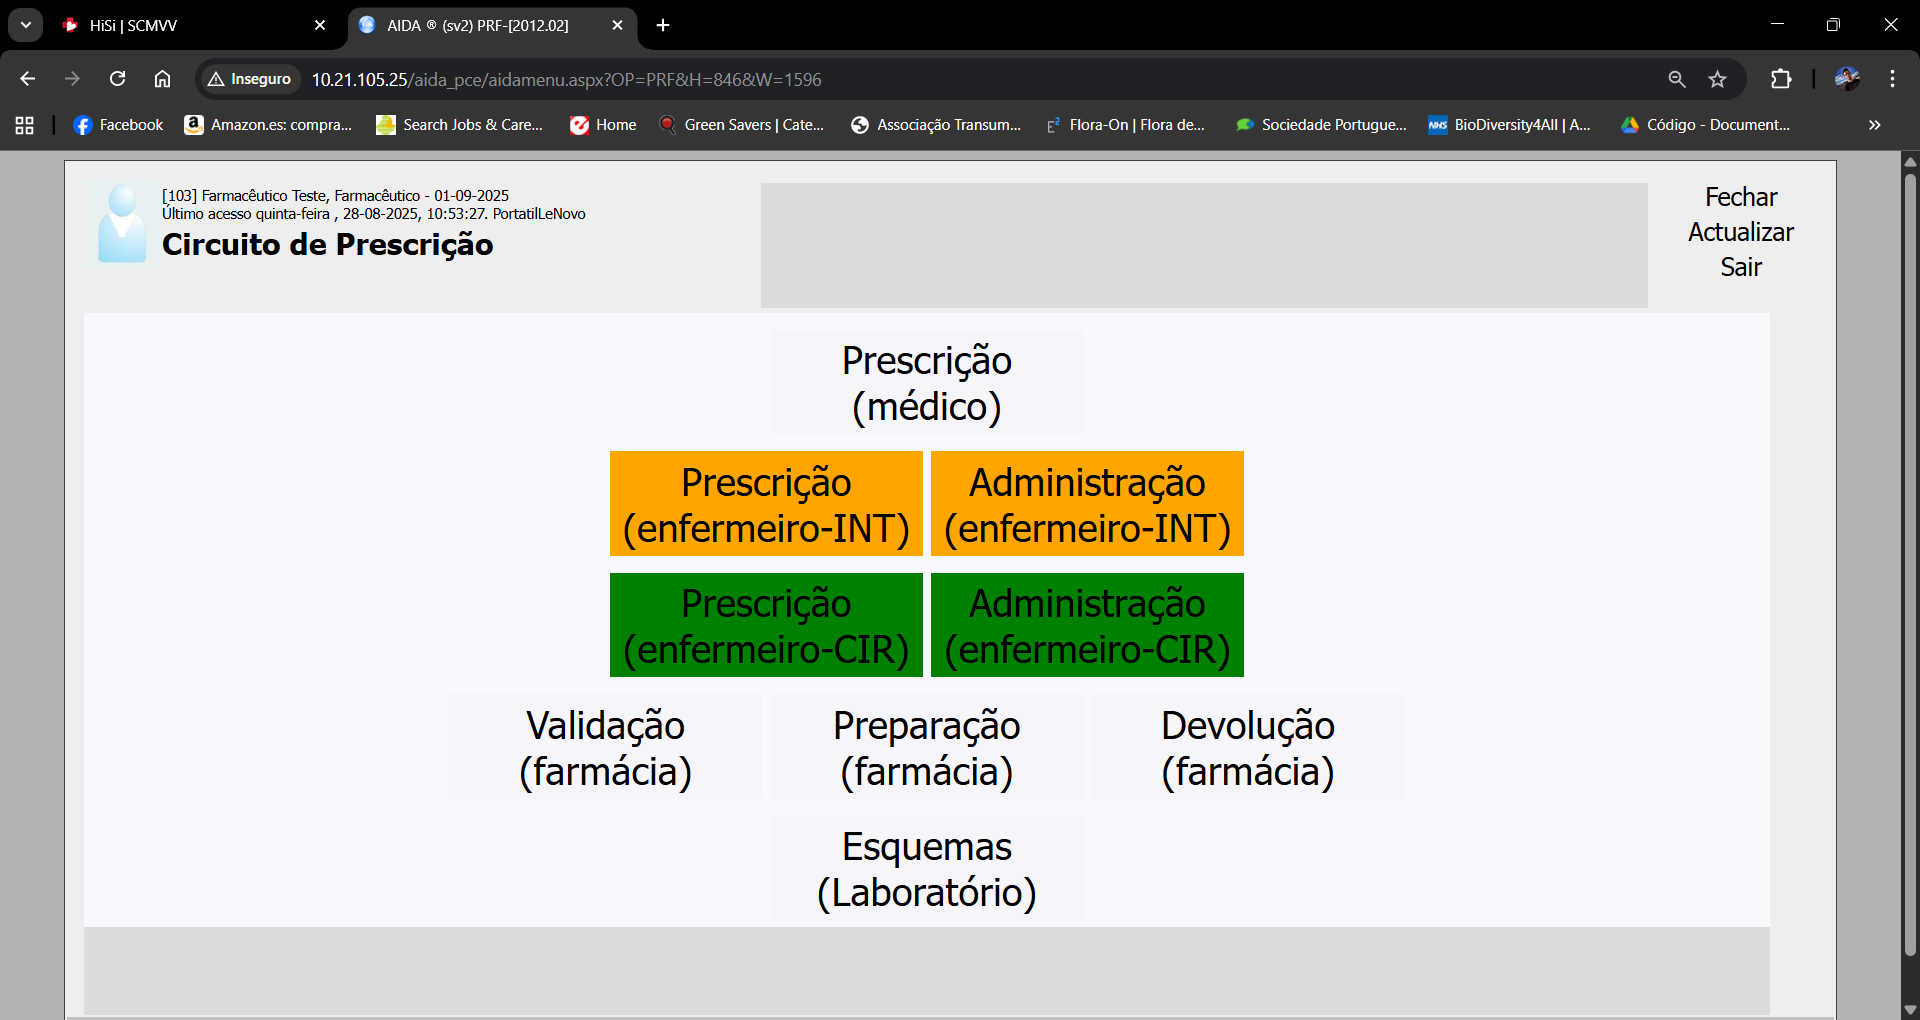 HiSi | SCMVV
AIDA ® (sv2) PRF-[2012.02]
Inseguro
10.21.105.25/aida_pce/aidamenu.aspx?OP=PRF&H=846&W=1596
Facebook
Amazon.es: compra...
Search Jobs & Care...
Home
Green Savers | Cate...
Associação Transum...
Flora-On | Flora de...
Sociedade Portugue...
BioDiversity4All | A...
Código - Document...
[103] Farmacêutico Teste, Farmacêutico - 01-09-2025
Último acesso quinta-feira , 28-08-2025, 10:53:27. PortatilLeNovo
Circuito de Prescrição
Fechar
Actualizar
Sair
Prescrição
(médico)
Prescrição
(enfermeiro-INT)
Administração
(enfermeiro-INT)
Prescrição
(enfermeiro-CIR)
Administração
(enfermeiro-CIR)
Validação
(farmácia)
Preparação
(farmácia)
Devolução
(farmácia)
Esquemas
(Laboratório)